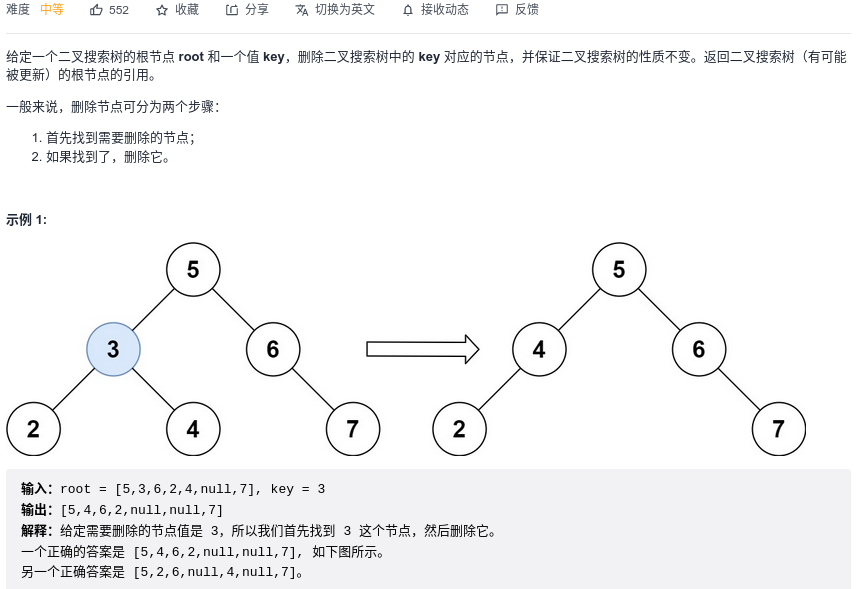 难度 中等 552 收藏 分享 切换为英文 接收动态 反馈
给定一个二叉搜索树的根节点 root 和一个值 key，删除二叉搜索树中的 key 对应的节点，并保证二叉搜索树的性质不变。返回二叉搜索树（有可能
被更新）的根节点的引用。
一般来说，删除节点可分为两个步骤：
1. 首先找到需要删除的节点；
2. 如果找到了，删除它。
示例 1:
5
3
6
2
4
7
5
4
6
2
7
输入：root = [5,3,6,2,4,null,7], key = 3
输出：[5,4,6,2,null,null,7]
解释：给定需要删除的节点值是 3，所以我们首先找到 3 这个节点，然后删除它。
一个正确的答案是 [5,4,6,2,null,null,7], 如下图所示。
另一个正确答案是 [5,2,6,null,4,null,7]。